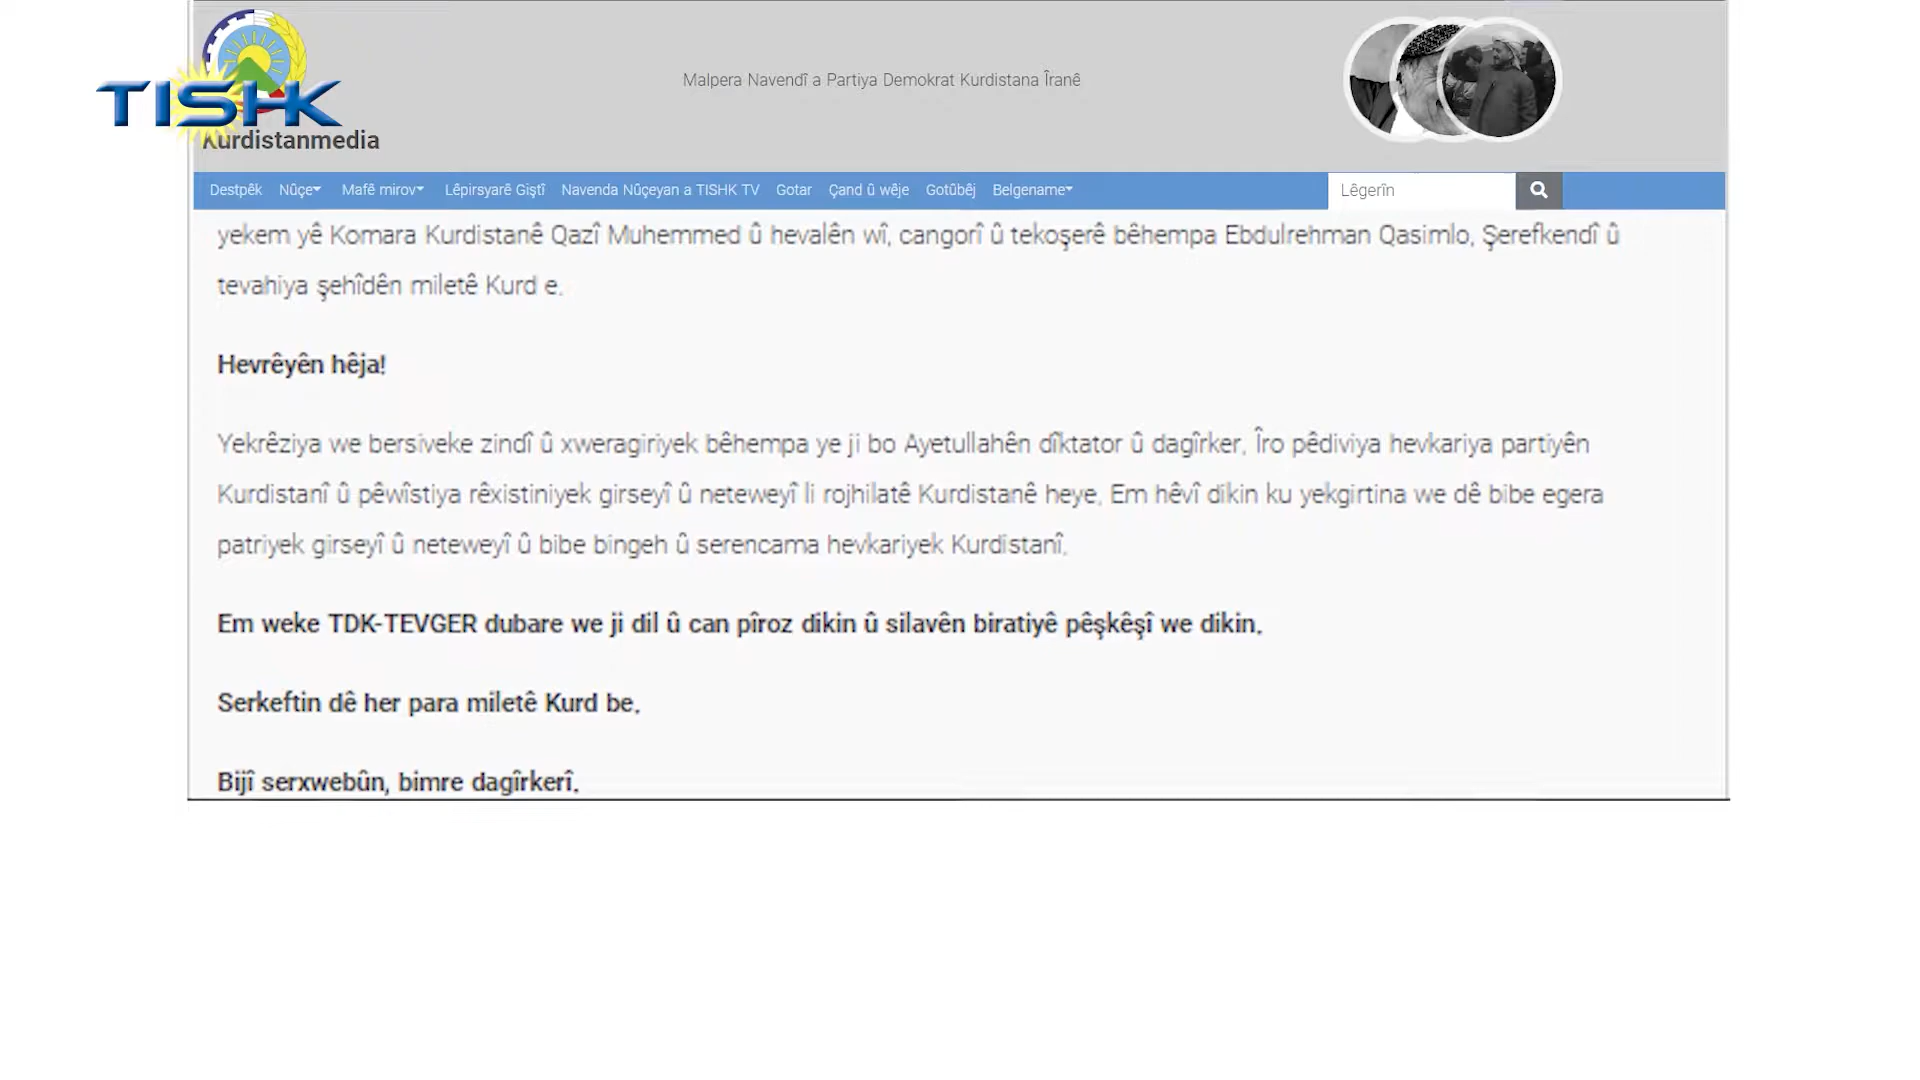 TISHK
Kurdistanmedia
Malpera Navendî a Partiya Demokrat Kurdistana Îranê
Destpêk Nûçe Mafê mirov Lêpirsyarê Giştî Navenda Nûçeyan a TISHK TV Gotar Çand û wêje Gotûbêj Belgename Lêgerîn
yekem yê Komara Kurdistanê Qazî Muhemmed û hevalên wî, cangorî û tekoşerê bêhempa Ebdulrehman Qasimlo, Şerefkendî û
tevahiya şehîdên miletê Kurd e.
Hevrêyên hêja!
Yekrêziya we bersiveke zindî û xweragiriyek bêhempa ye ji bo Ayetullahên dîktator û dagîrker. Îro pêdiviya hevkariya partiyên
Kurdistanî û pêwîstiya rêxistiniyek girseyî û neteweyî li rojhilatê Kurdistanê heye. Em hêvî dikin ku yekgirtina we dê bibe egera
patriyek girseyî û neteweyî û bibe bingeh û serencama hevkariyek Kurdistanî.
Em weke TDK-TEVGER dubare we ji dil û can pîroz dikin û silavên biratiyê pêşkêşî we dikin.
Serkeftin dê her para miletê Kurd be.
Bijî serxwebûn, bimre dagîrkerî.